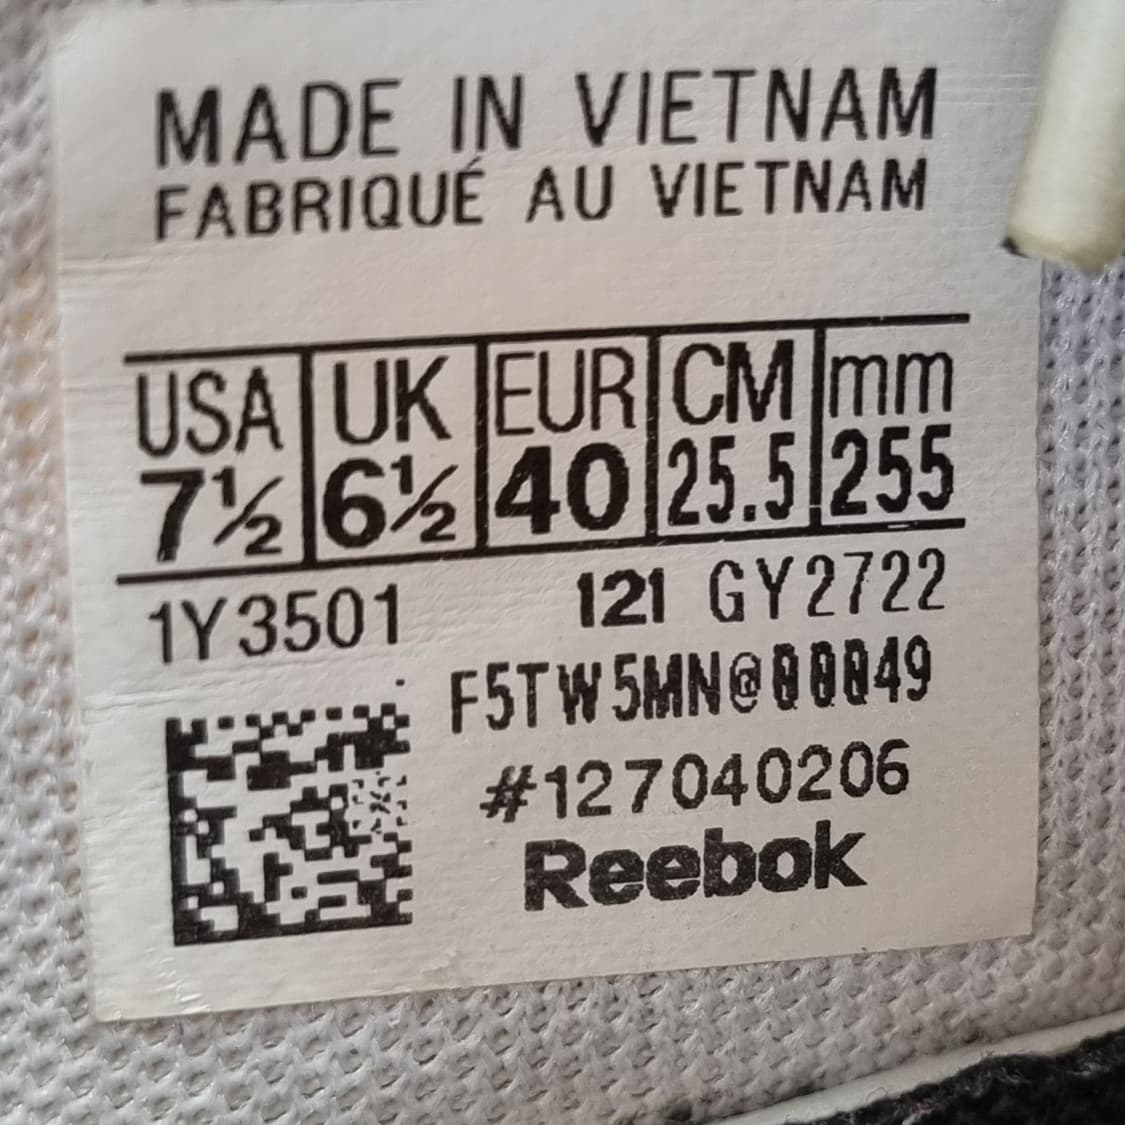 MADE IN VIETNAM
FABRIQUÉ AU VIETNAM
USA UK EUR CM mm
7½ 6½ 40 25.5 255
1Y3501 121 GY2722
F5TW5MN@00049
#127040206
Reebok